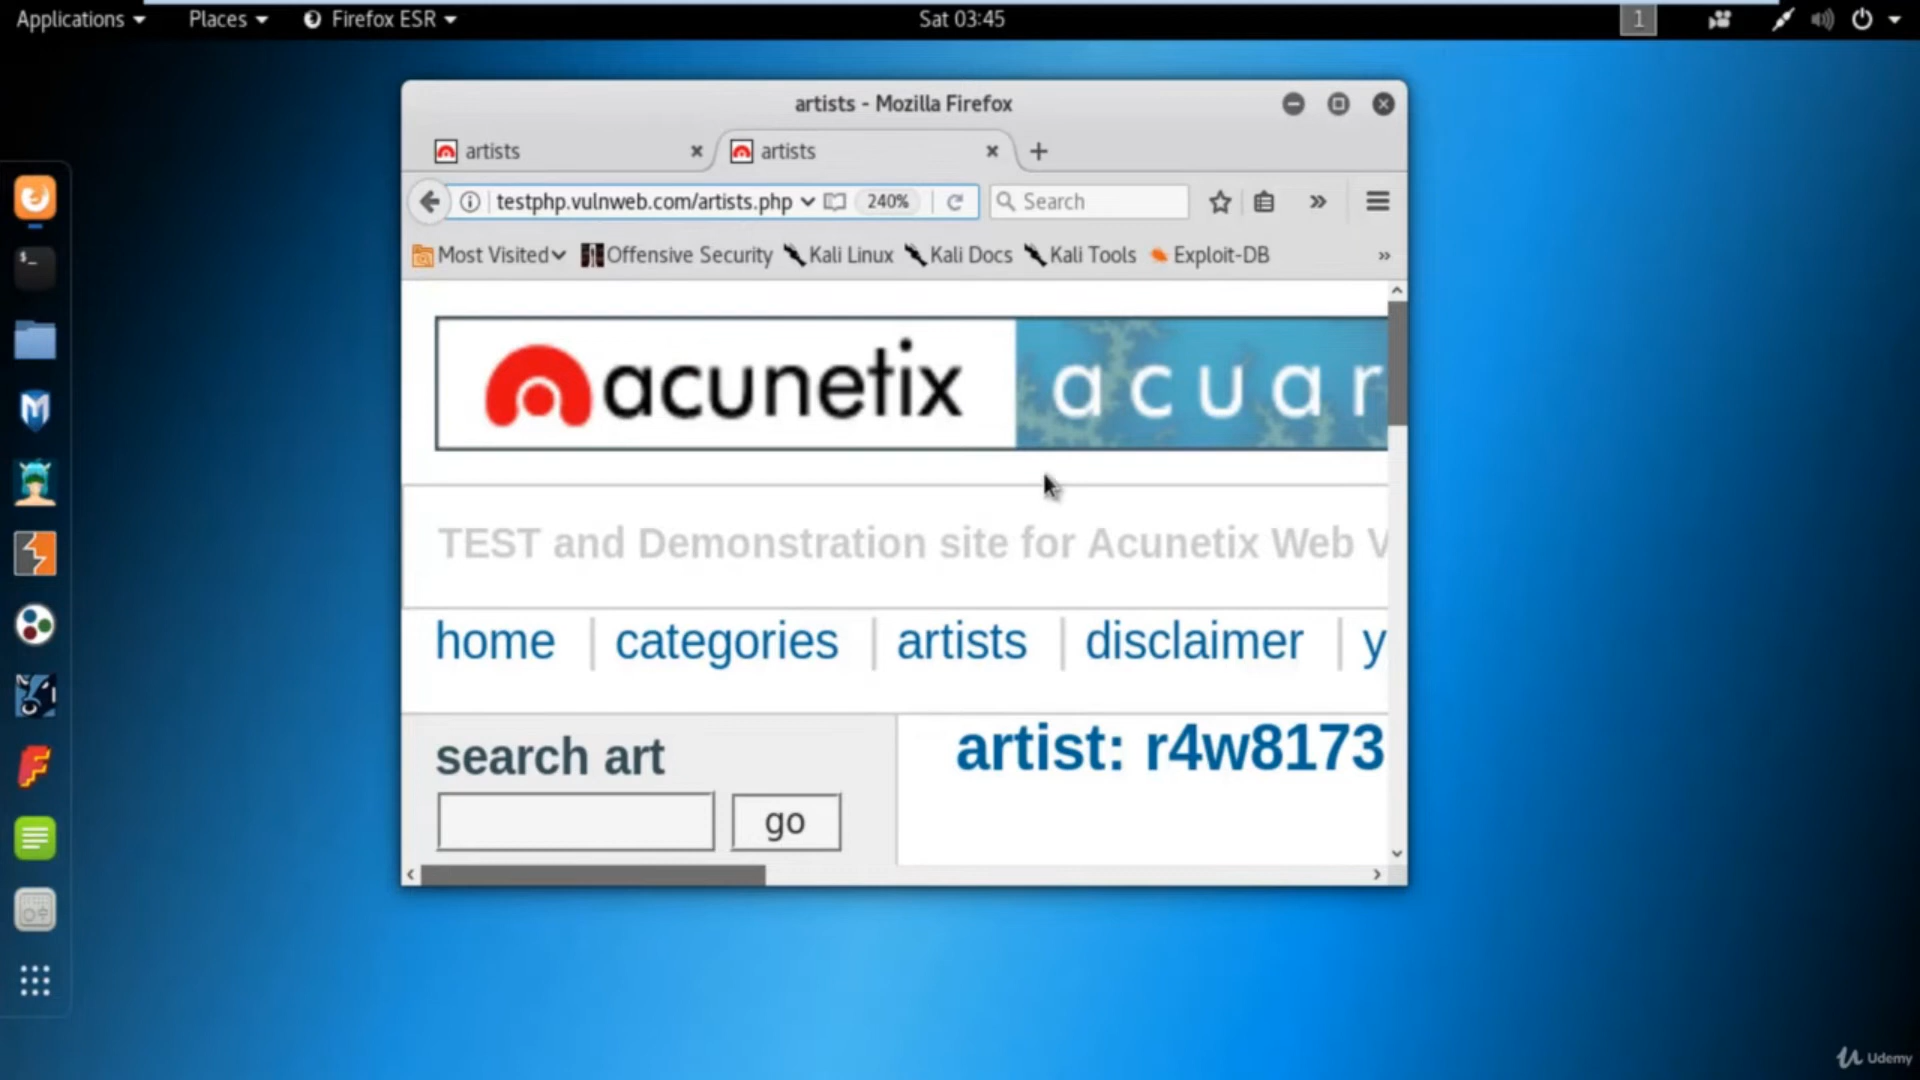 Applications Places Firefox ESR Sat 03:45 1
artists - Mozilla Firefox
artists artists
testphp.vulnweb.com/artists.php 240% Search
Most Visited Offensive Security Kali Linux Kali Docs Kali Tools Exploit-DB »
acunetix acuar
TEST and Demonstration site for Acunetix Web V
home | categories | artists | disclaimer | y
search art
artist: r4w8173
go
Udemy